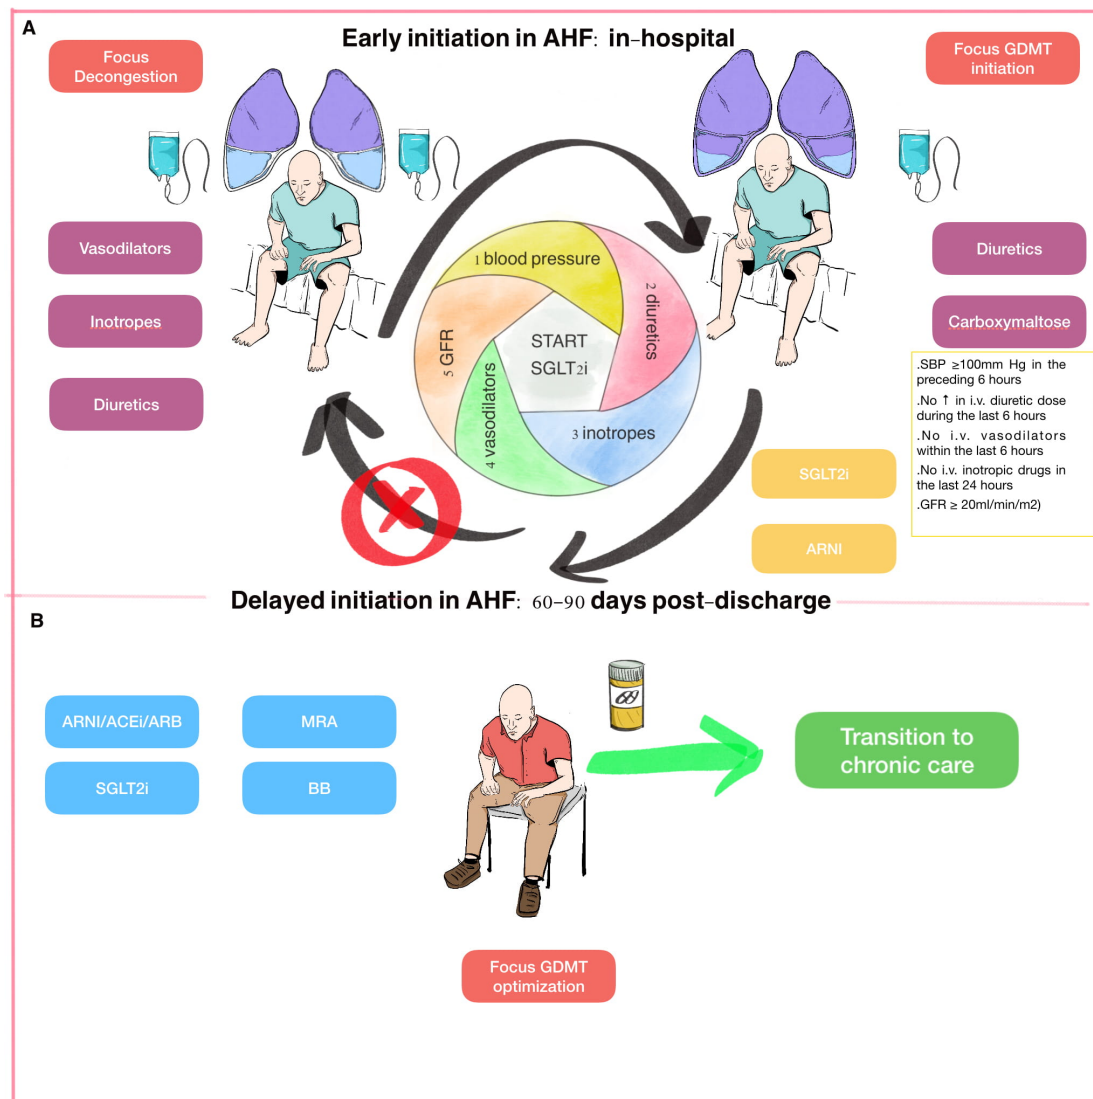 A
Early initiation in AHF: in-hospital
Focus
Decongestion
Focus GDMT
initiation
Vasodilators
Inotropes
Diuretics
1 blood pressure
2 diuretics
3 inotropes
4 vasodilators
5 GFR
START
SGLT2i
Diuretics
Carboxymaltose
.SBP ≥100mm Hg in the
preceding 6 hours
.No ↑ in i.v. diuretic dose
during the last 6 hours
.No i.v. vasodilators
within the last 6 hours
.No i.v. inotropic drugs in
the last 24 hours
.GFR ≥ 20ml/min/m2)
SGLT2i
ARNI
X
Delayed initiation in AHF: 60-90 days post-discharge
B
ARNI/ACEi/ARB
MRA
SGLT2i
BB
Transition to
chronic care
Focus GDMT
optimization